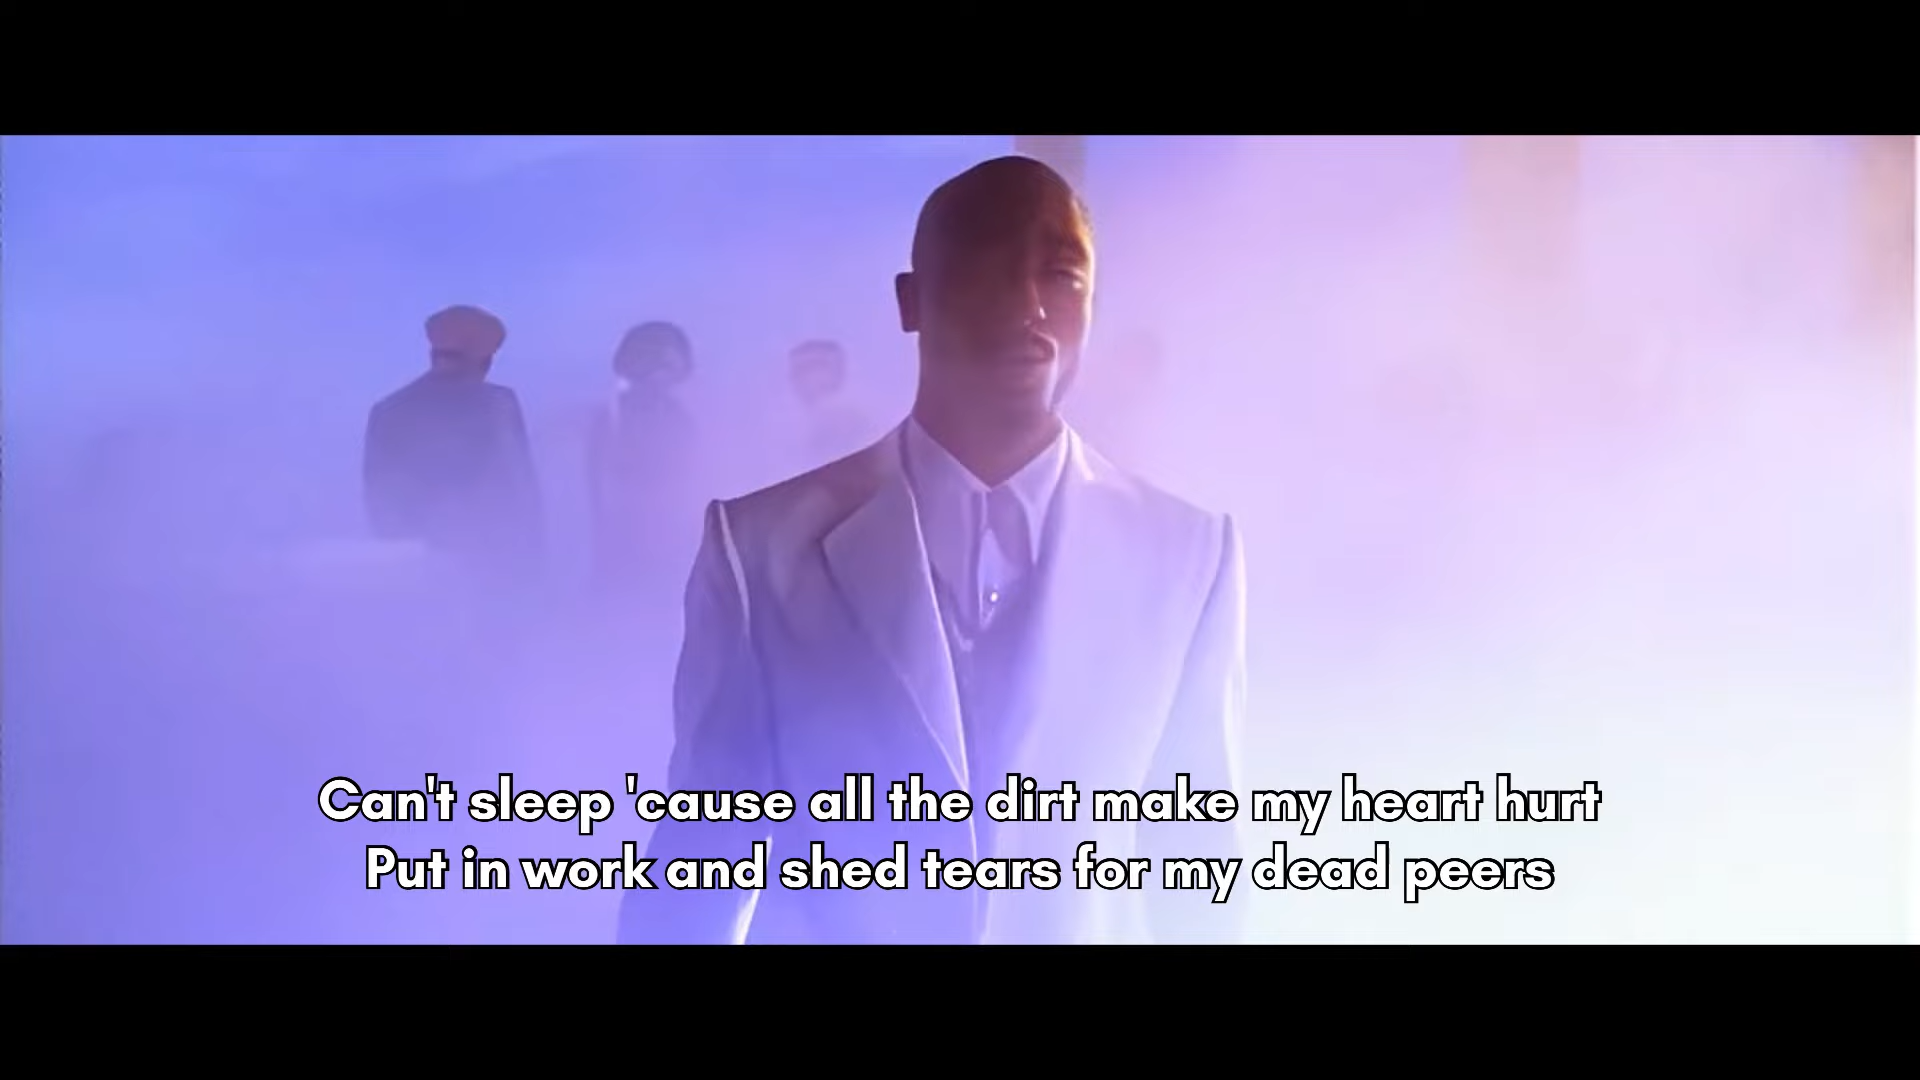 Can't sleep 'cause all the dirt make my heart hurt
Put in work and shed tears for my dead peers